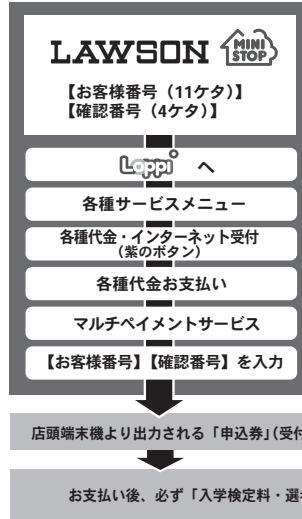 LAWSON MINI STOP
【お客様番号（11ケタ）】
【確認番号（4ケタ）】
Loppi へ
各種サービスメニュー
各種代金・インターネット受付
（紫のボタン）
各種代金お支払い
マルチペイメントサービス
【お客様番号】【確認番号】を入力
店頭端末機より出力される「申込券」（受付
お支払い後、必ず「入学検定料・選